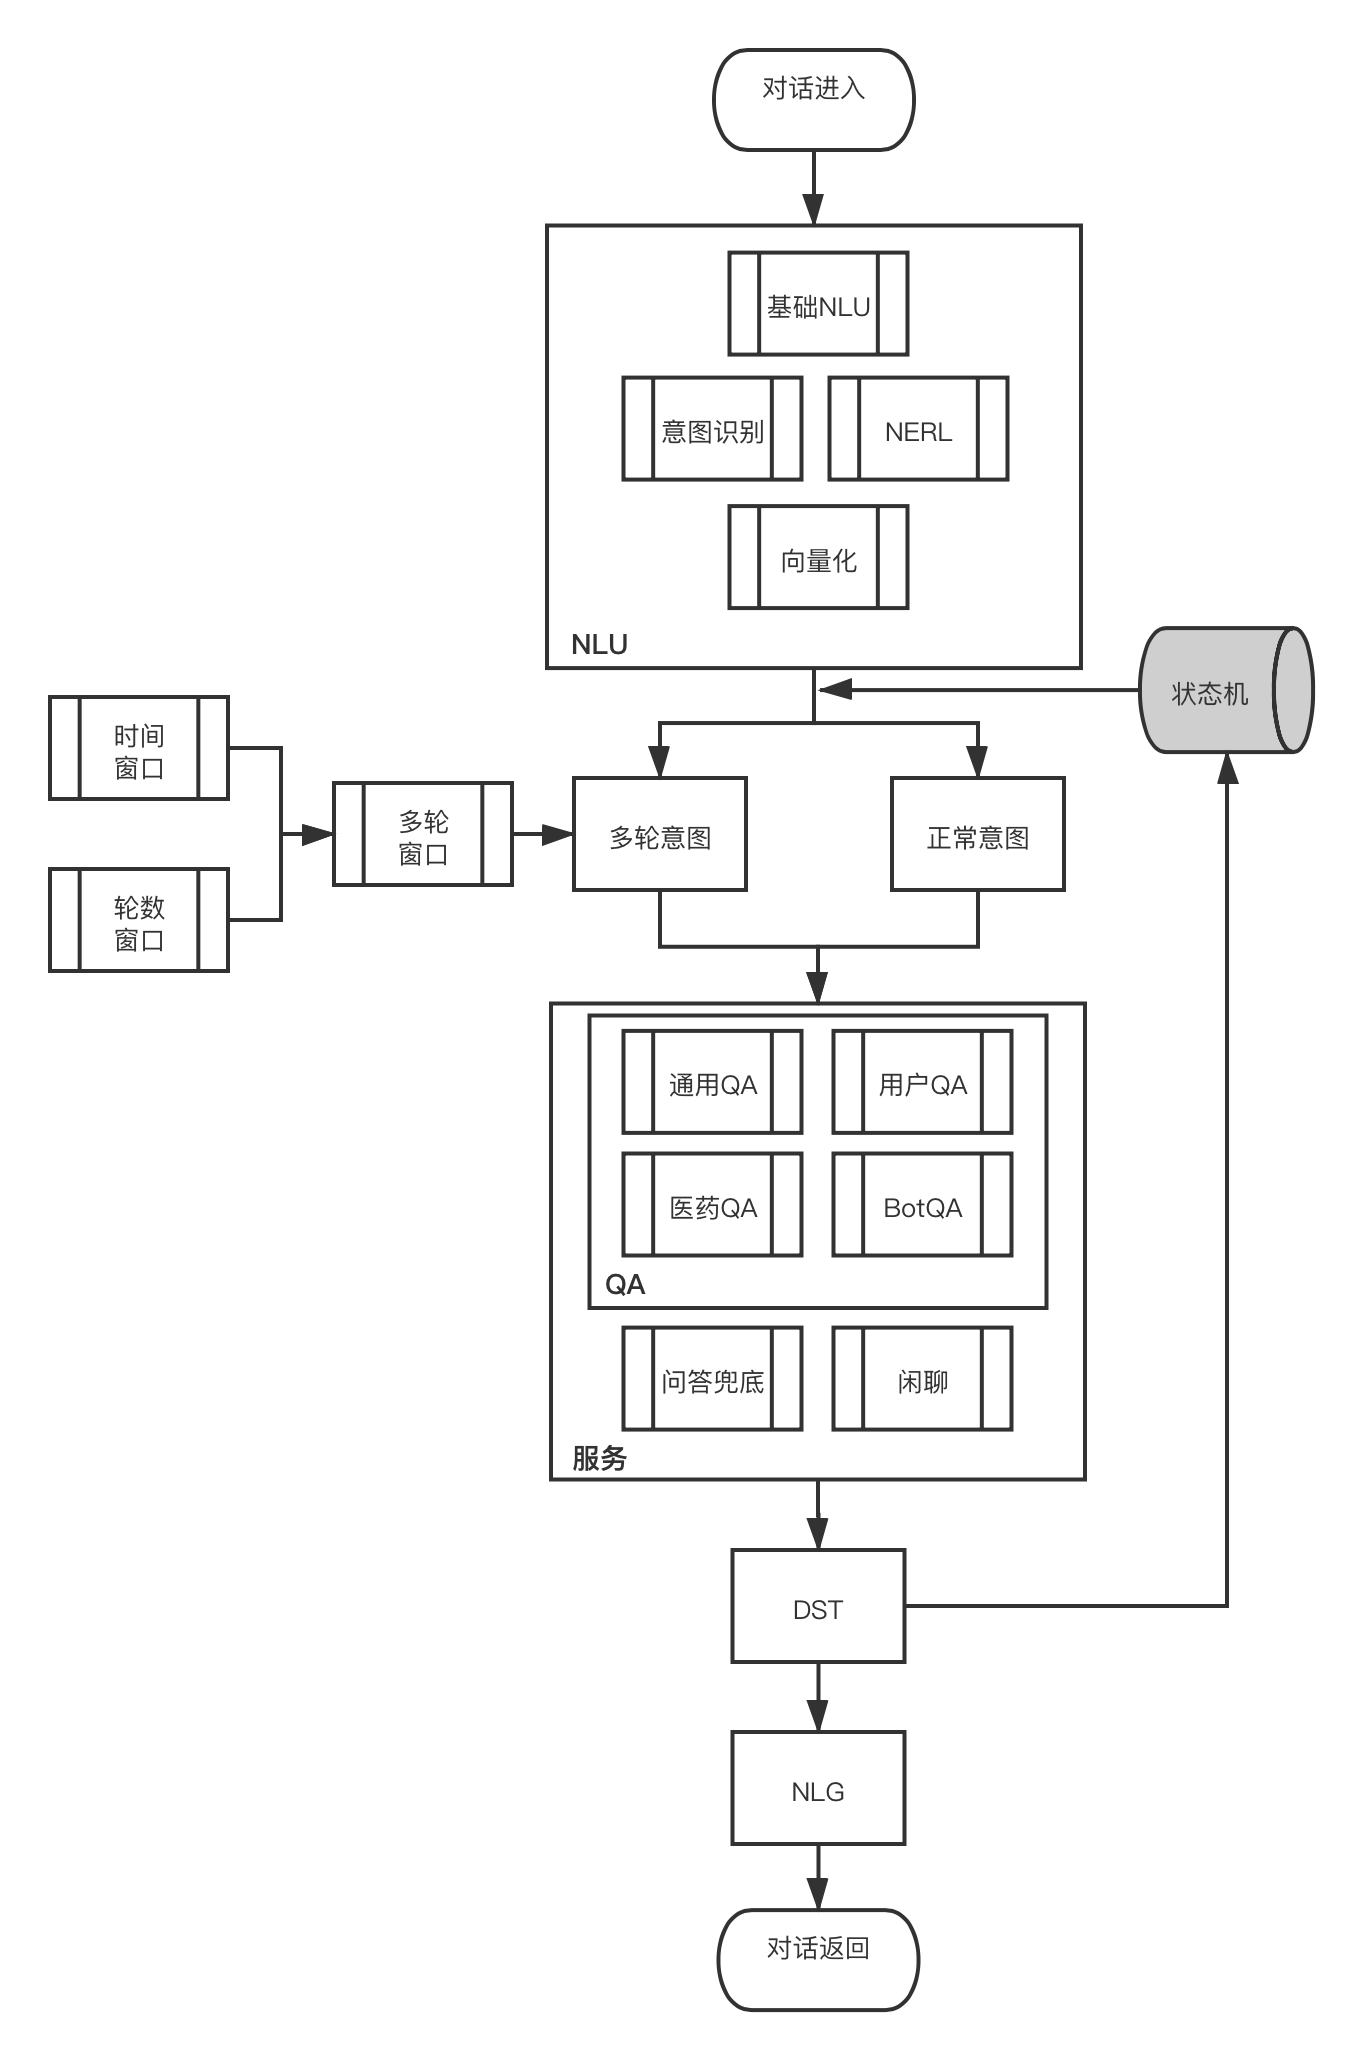 对话进入
基础NLU
意图识别
NERL
向量化
NLU
状态机
时间
窗口
轮数
窗口
多轮
窗口
多轮意图
正常意图
通用QA
用户QA
医药QA
BotQA
QA
问答兜底
闲聊
服务
DST
NLG
对话返回